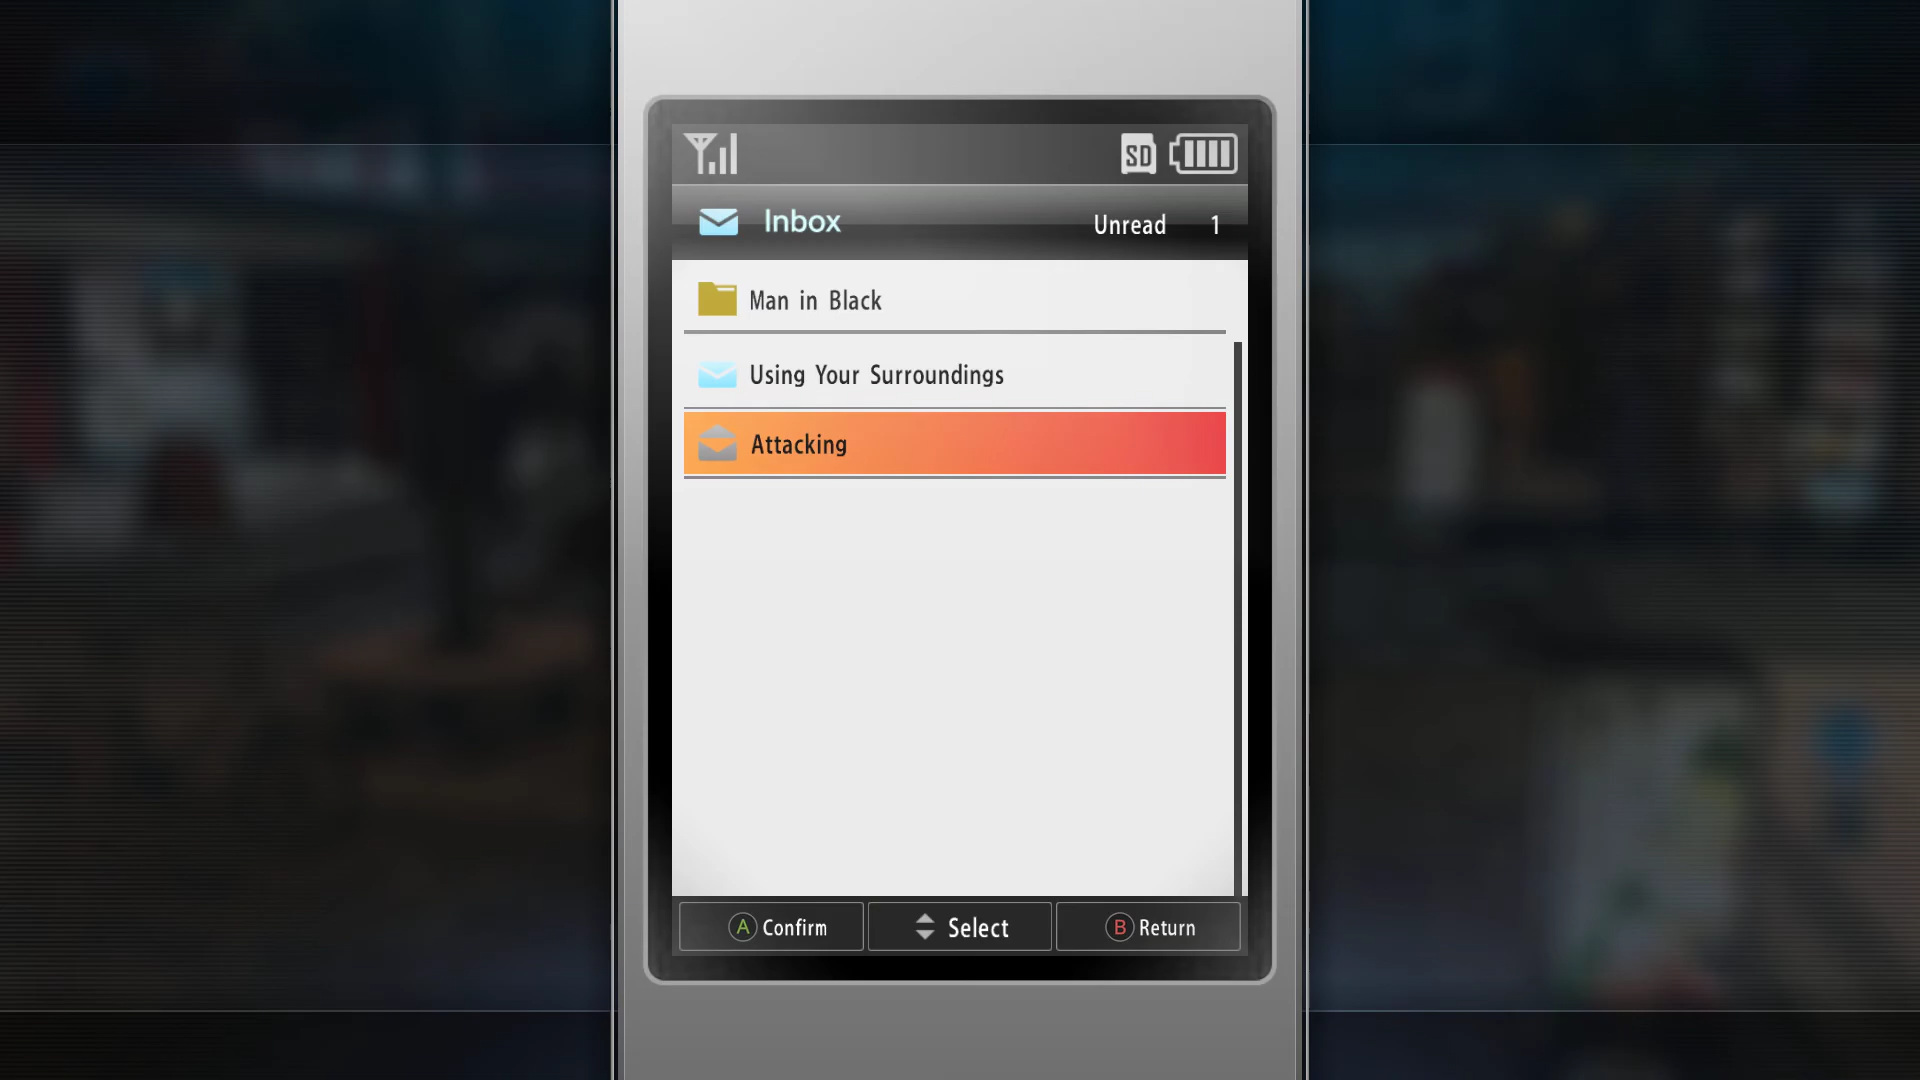 SD
Inbox
Unread 1
Man in Black
Using Your Surroundings
Attacking
A Confirm
Select
B Return